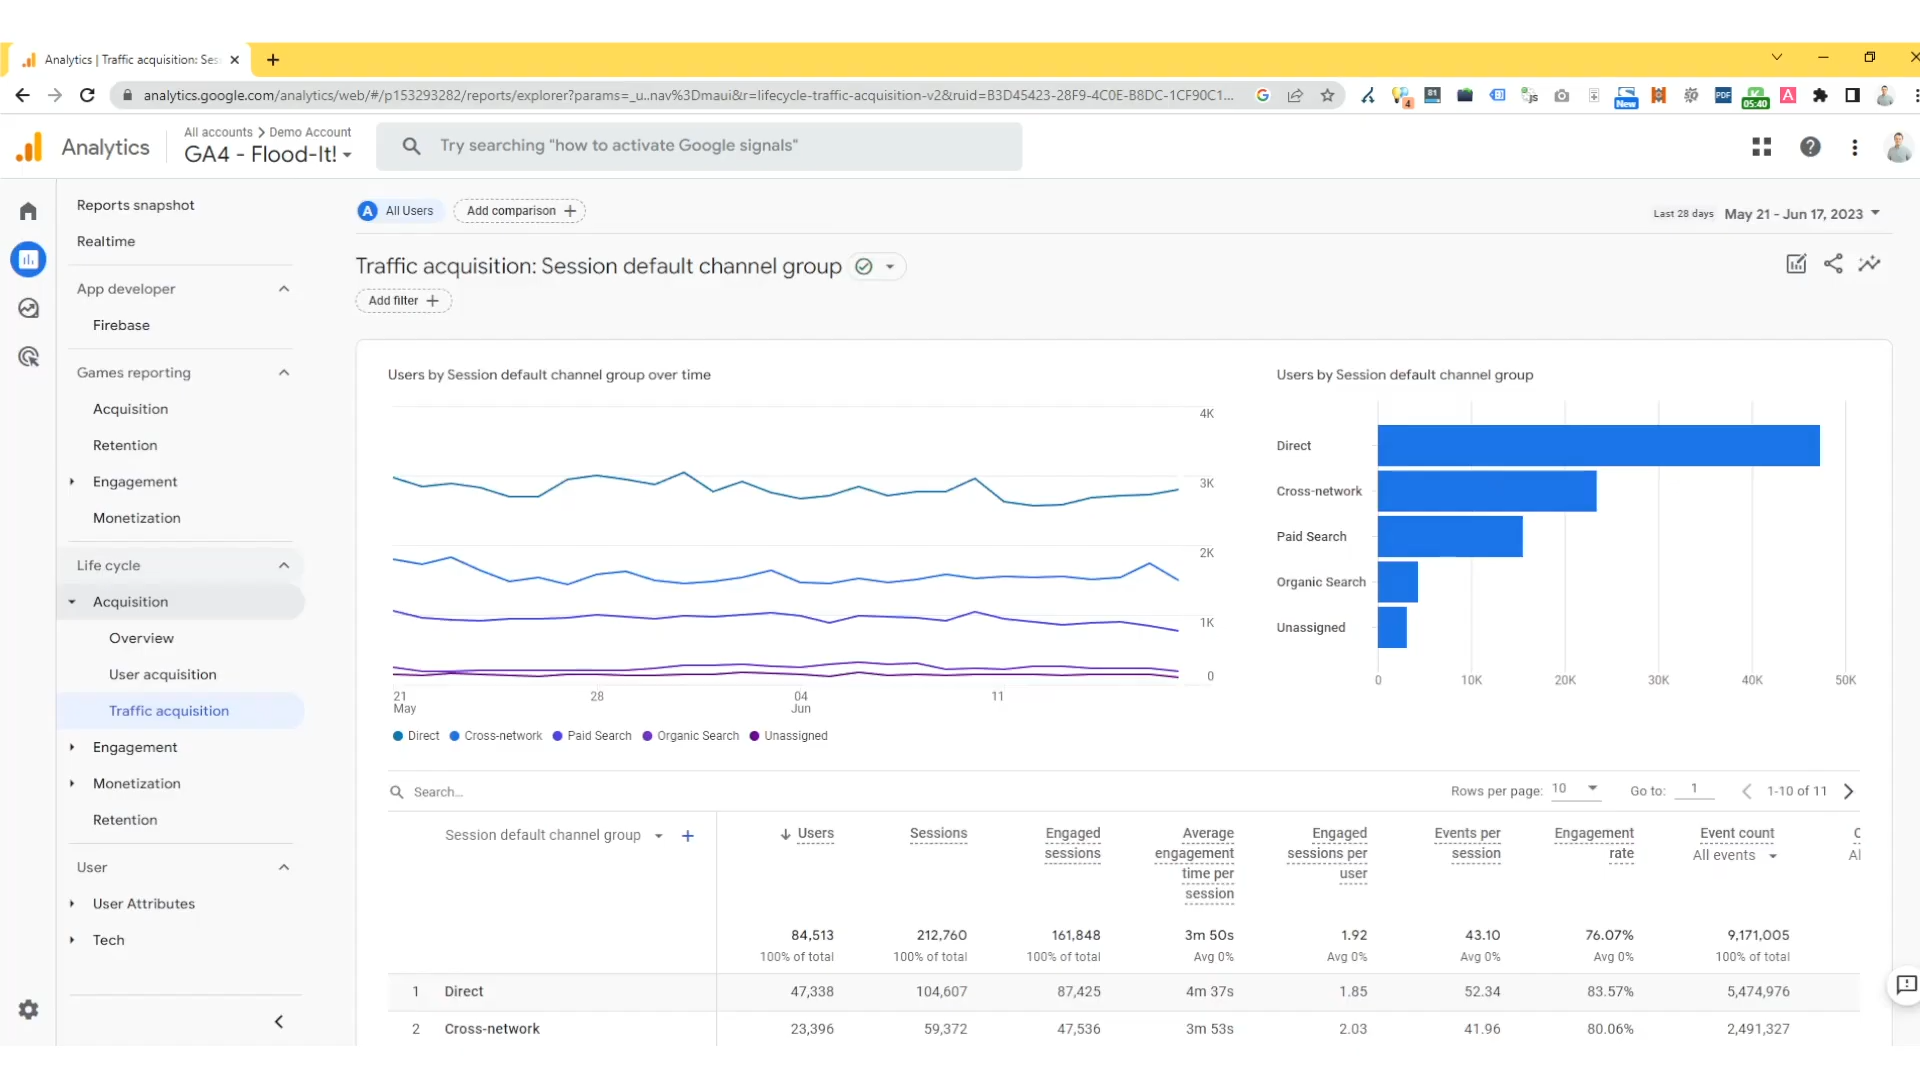 Analytics | Traffic acquisition: Ses
analytics.google.com/analytics/web/#/p153293282/reports/explorer?params=_u..nav%3Dmaui&r=lifecycle-traffic-acquisition-v2&ruid=B3D45423-28F9-4C0E-B8DC-1CF90C1...
4
81
js
New
PDF
05:40
A
Analytics
All accounts > Demo Account
GA4 - Flood-It!
Try searching "how to activate Google signals"
Reports snapshot
Realtime
App developer
Firebase
Games reporting
Acquisition
Retention
Engagement
Monetization
Life cycle
Acquisition
Overview
User acquisition
Traffic acquisition
Engagement
Monetization
Retention
User
User Attributes
Tech
A All Users
Add comparison +
Last 28 days May 21 - Jun 17, 2023
Traffic acquisition: Session default channel group
Add filter +
Users by Session default channel group over time
4K
3K
2K
1K
0
21 May
28
04 Jun
11
Direct Cross-network Paid Search Organic Search Unassigned
Users by Session default channel group
Direct
Cross-network
Paid Search
Organic Search
Unassigned
0 10K 20K 30K 40K 50K
Search...
Rows per page: 10 Go to: 1 1-10 of 11
Session default channel group +
Users
Sessions
Engaged sessions
Average engagement time per session
Engaged sessions per user
Events per session
Engagement rate
Event count
All events
84,513 212,760 161,848 3m 50s 1.92 43.10 76.07% 9,171,005
100% of total 100% of total 100% of total Avg 0% Avg 0% Avg 0% Avg 0% 100% of total
1 Direct 47,338 104,607 87,425 4m 37s 1.85 52.34 83.57% 5,474,976
2 Cross-network 23,396 59,372 47,536 3m 53s 2.03 41.96 80.06% 2,491,327